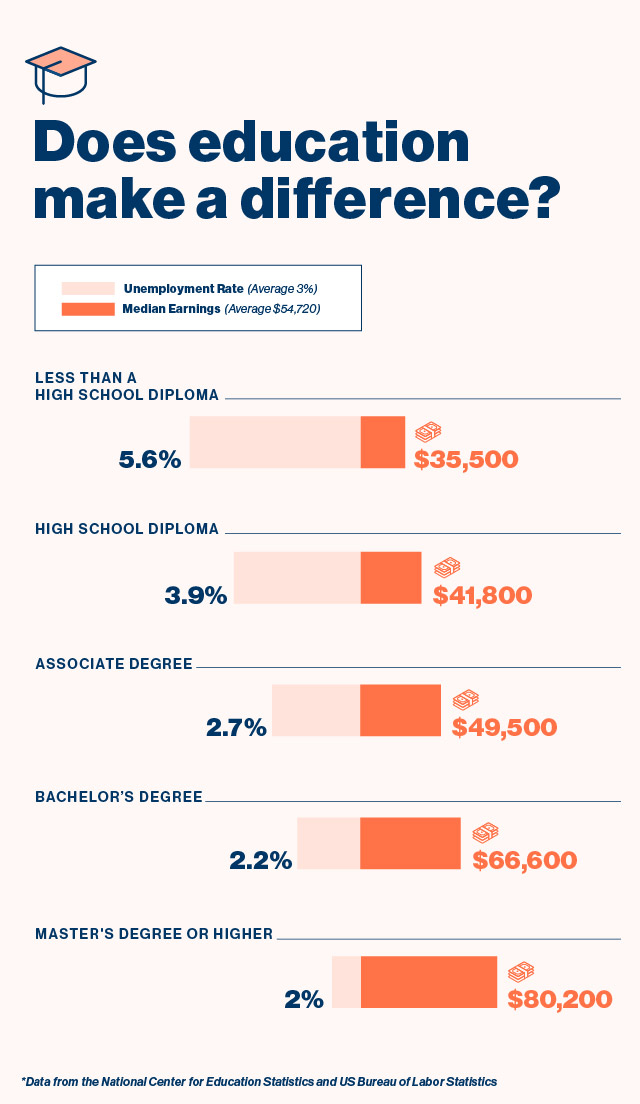 Does education
make a difference?
Unemployment Rate (Average 3%)
Median Earnings (Average $54,720)
LESS THAN A
HIGH SCHOOL DIPLOMA
5.6%
$35,500
HIGH SCHOOL DIPLOMA
3.9%
$41,800
ASSOCIATE DEGREE
2.7%
$49,500
BACHELOR’S DEGREE
2.2%
$66,600
MASTER'S DEGREE OR HIGHER
2%
$80,200
*Data from the National Center for Education Statistics and US Bureau of Labor Statistics